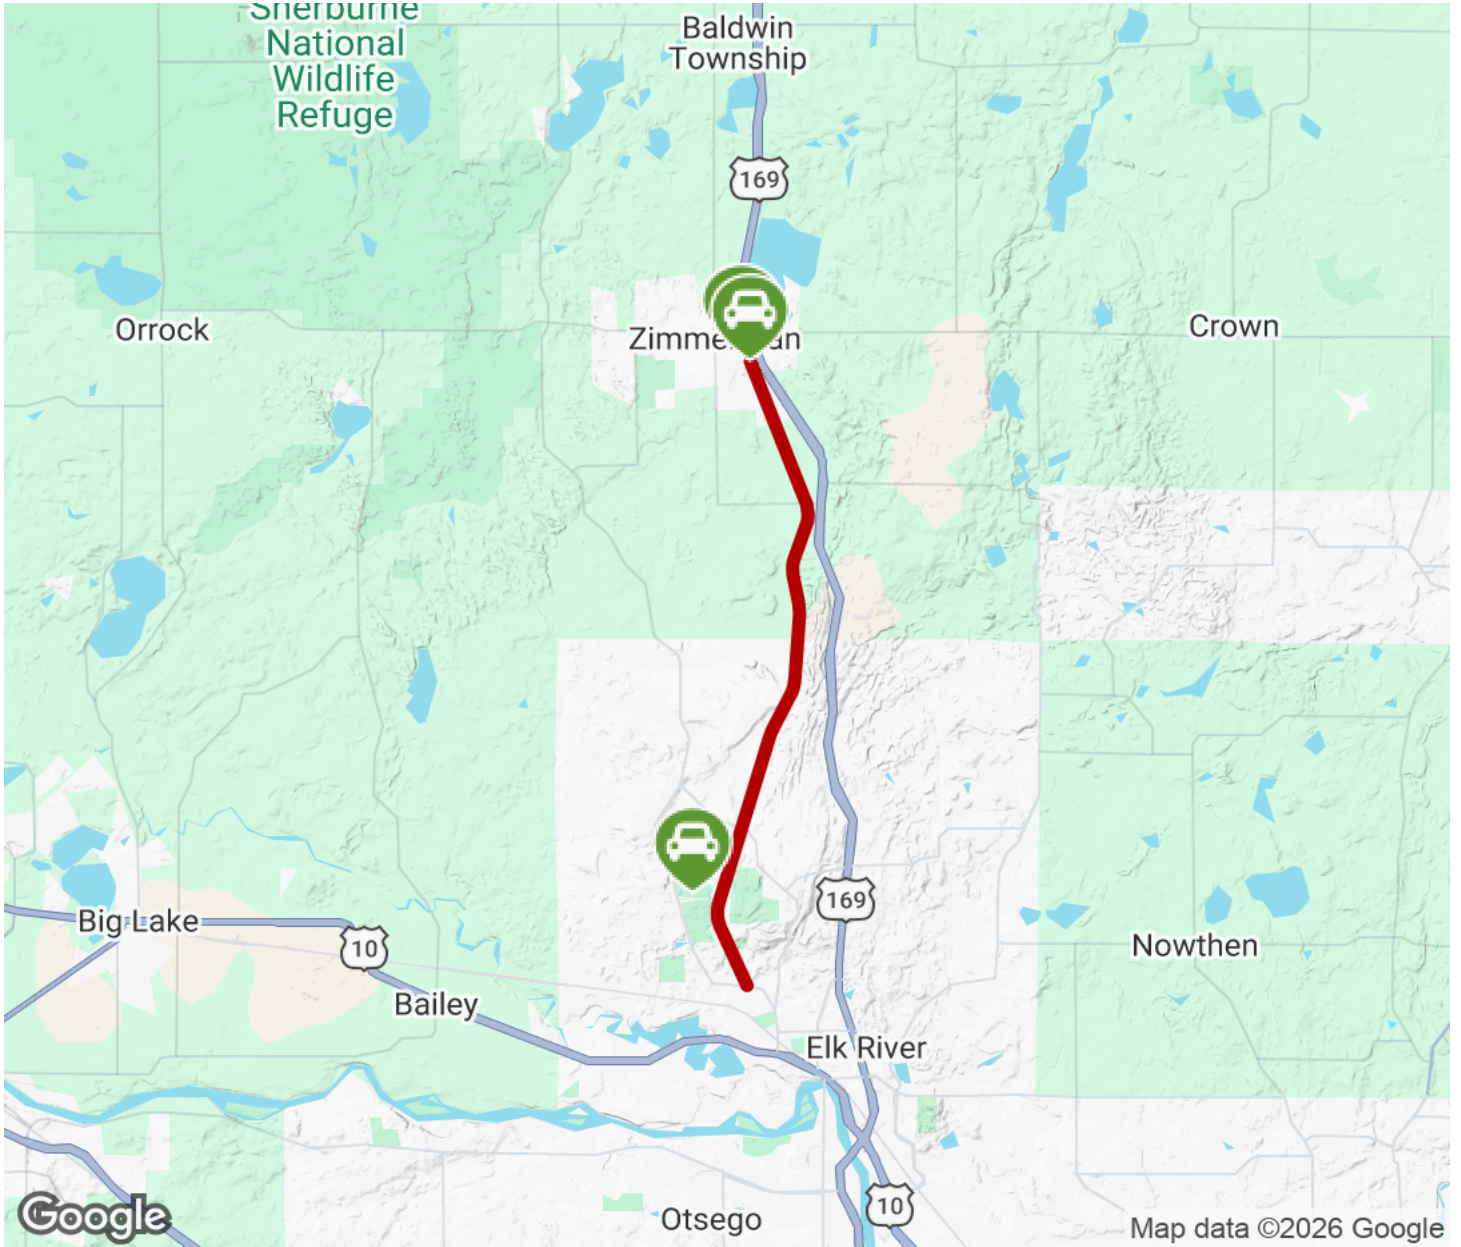 Sherburne
National
Wildlife
Refuge
Baldwin
Township
169
Orrock
Crown
169
Big Lake
10
Nowthen
Bailey
Elk River
10
Otsego
Google
Map data ©2026 Google